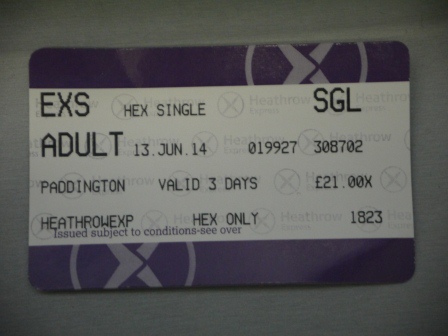 EXS HEX SINGLE SGL
ADULT 13.JUN.14 019927 308702
PADDINGTON VALID 3 DAYS £21.00X
HEATHROWEXP HEX ONLY 1823
Issued subject to conditions-see over